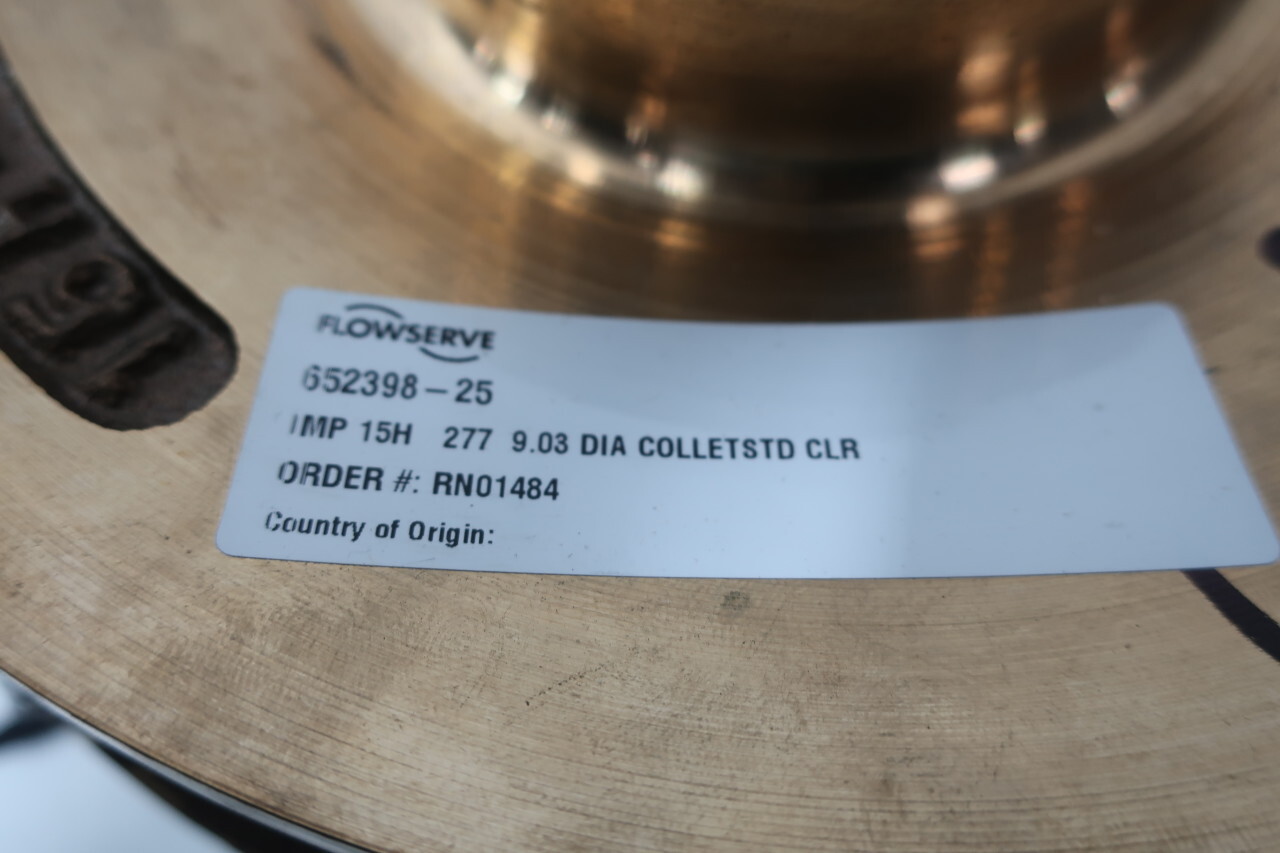 FLOWSERVE
652398-25
IMP 15H 277 9.03 DIA COLLETSTD CLR
ORDER #: RN01484
Country of Origin: